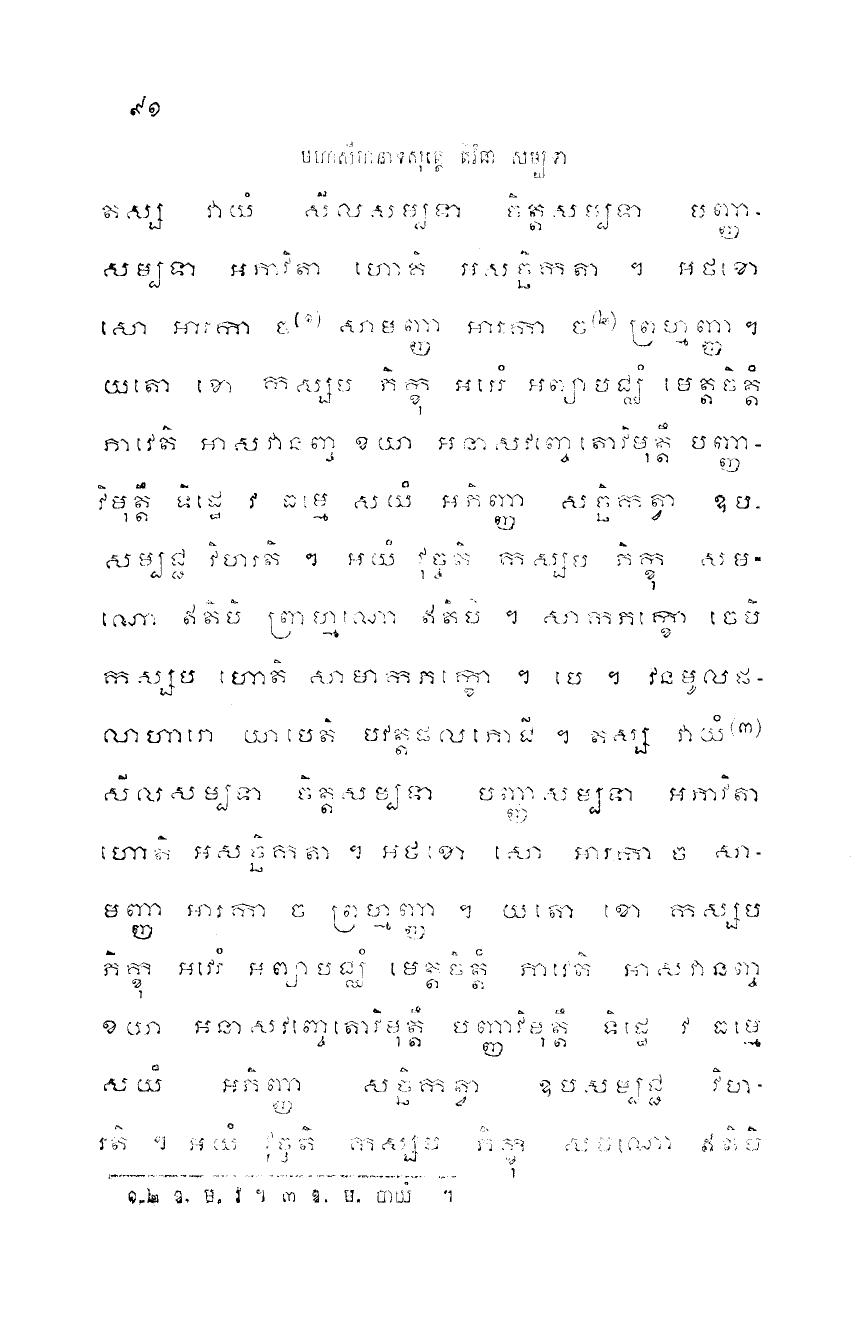 ៩១
មហាសីហនាទសុត្តេ តិវិធា សម្បទា
តស្ស វាយំ សីលសម្បទា ចិត្តសម្បទា បញ្ញា-
សម្បទា អភាវិតា ហោតិ អសច្ឆិកតា ។ អថខោ
សោ អារកា ច(១) សាមញ្ញា អារកា ច(២) ព្រហ្មញ្ញា ។
យតោ ខោ កស្សប ភិក្ខុ អវេរំ អព្យាបជ្ឈំ មេត្តចិត្តំ
ភាវេតិ អាសវានញ្ច ខយា អនាសវញ្ចេតោវិមុត្តឹ បញ្ញា-
វិមុត្តឹ ទិដ្ឋេ វ ធម្មេ សយំ អភិញ្ញា សច្ឆិកត្វា ឧប-
សម្បជ្ជ វិហរតិ ។ អយំ វុច្ចតិ កស្សប ភិក្ខុ សម-
ណោ ឥតិបិ ព្រាហ្មណោ ឥតិបិ ។ សាកភក្ខោ ចេបិ
កស្សប ហោតិ សាមាកភក្ខោ ។ បេ ។ វនមូលផ-
លាហារោ យាបេតិ បវត្តផលភោជី ។ តស្ស វាយំ(៣)
សីលសម្បទា ចិត្តសម្បទា បញ្ញាសម្បទា អភាវិតា
ហោតិ អសច្ឆិកតា ។ អថខោ សោ អារកា ច សា-
មញ្ញា អារកា ច ព្រហ្មញ្ញា ។ យតោ ខោ កស្សប
ភិក្ខុ អវេរំ អព្យាបជ្ឈំ មេត្តចិត្តំ ភាវេតិ អាសវានញ្ច
ខយា អនាសវញ្ចេតោវិមុត្តឹ បញ្ញាវិមុត្តឹ ទិដ្ឋេ វ ធម្មេ
សយំ អភិញ្ញា សច្ឆិកត្វា ឧបសម្បជ្ជ វិហ-
រតិ ។ អយំ វុច្ចតិ កស្សប ភិក្ខុ សមណោ ឥតិបិ
១.២ ឱ. ម. វ ។ ៣ ឱ. ម. បាយំ ។